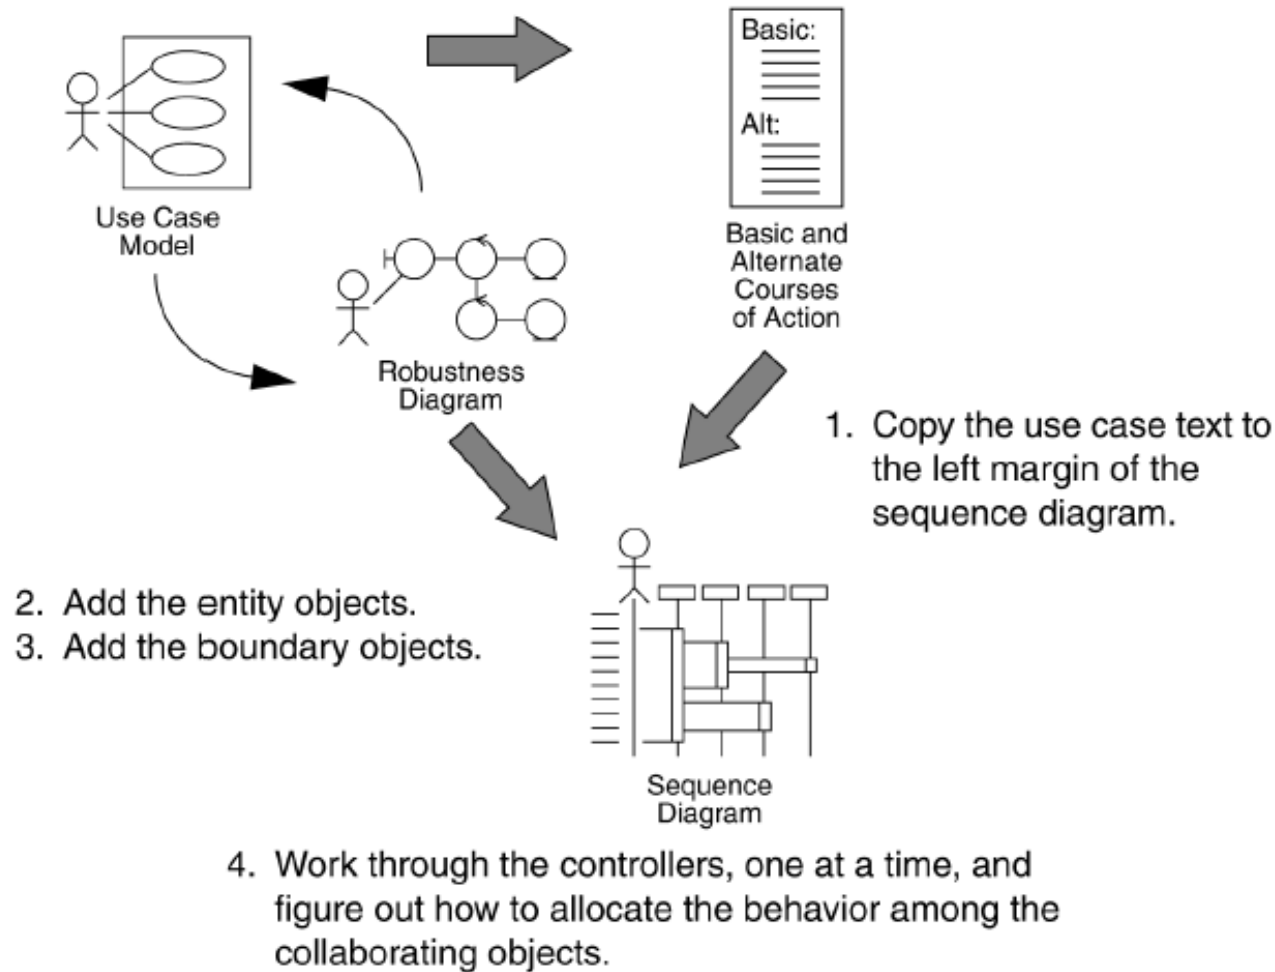 Basic:
Alt:
Use Case
Model
Basic and
Alternate
Courses
of Action
Robustness
Diagram
1. Copy the use case text to
the left margin of the
sequence diagram.
2. Add the entity objects.
3. Add the boundary objects.
Sequence
Diagram
4. Work through the controllers, one at a time, and
figure out how to allocate the behavior among the
collaborating objects.